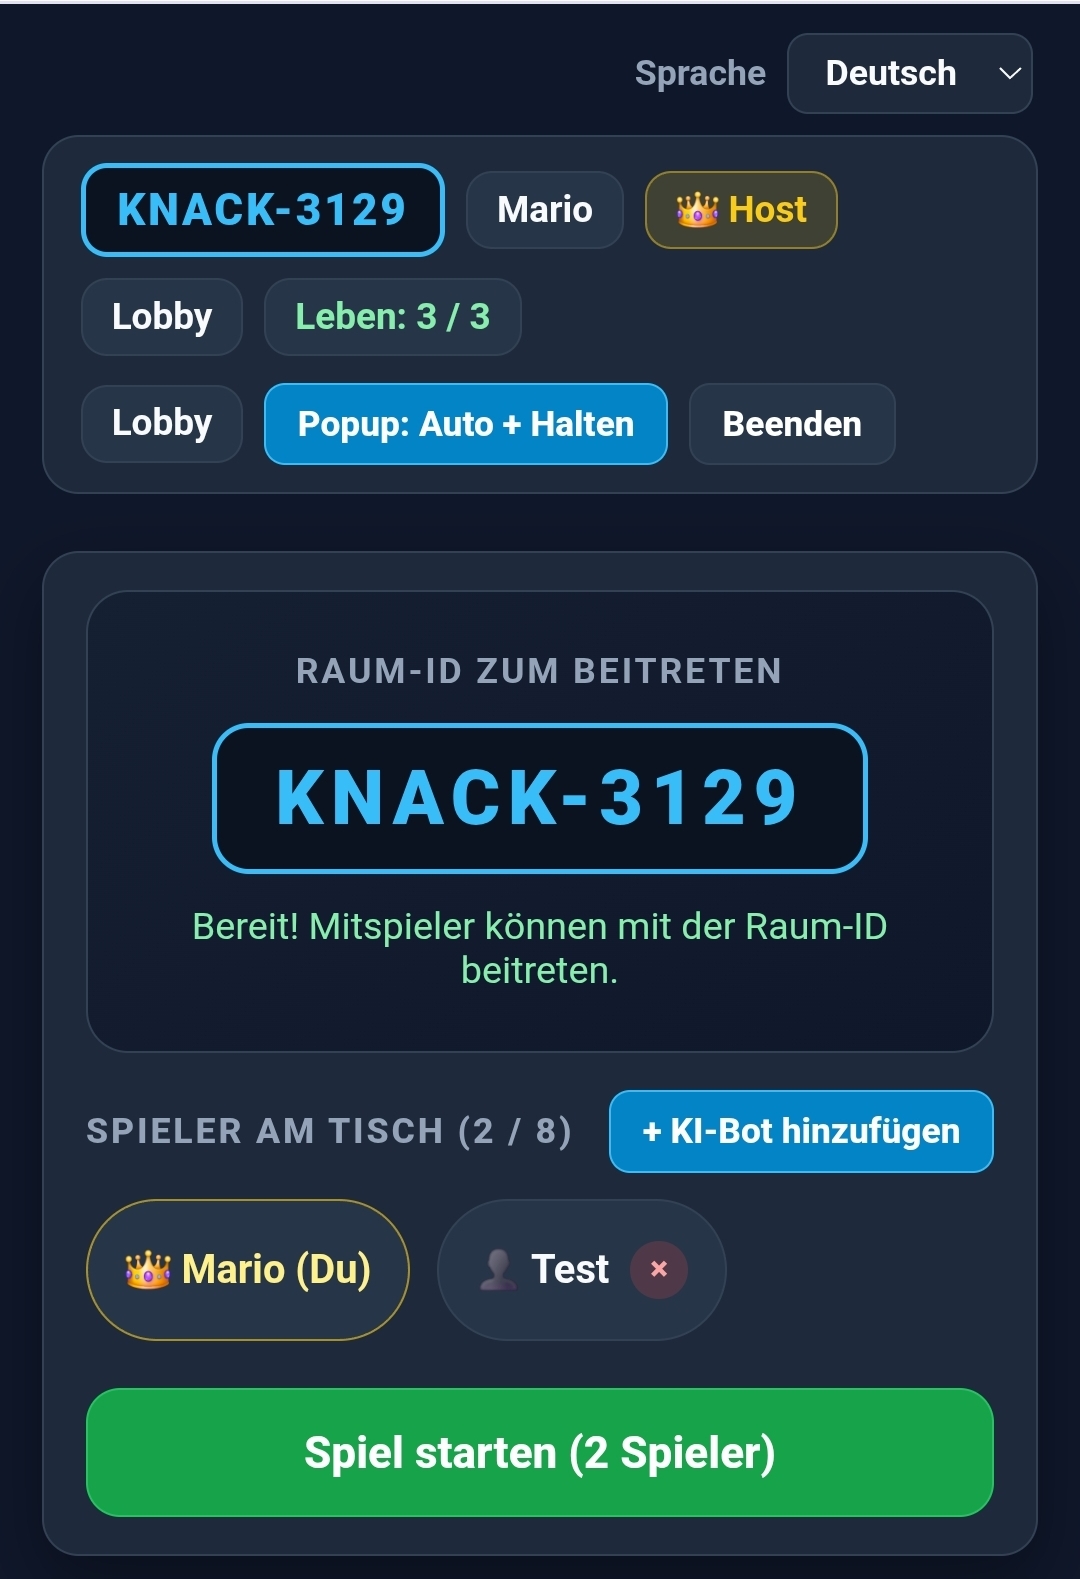 Sprache Deutsch
KNACK-3129 Mario 👑 Host
Lobby Leben: 3 / 3
Lobby Popup: Auto + Halten Beenden
RAUM-ID ZUM BEITRETEN
KNACK-3129
Bereit! Mitspieler können mit der Raum-ID
beitreten.
SPIELER AM TISCH (2 / 8) + KI-Bot hinzufügen
👑 Mario (Du) 👤 Test ×
Spiel starten (2 Spieler)